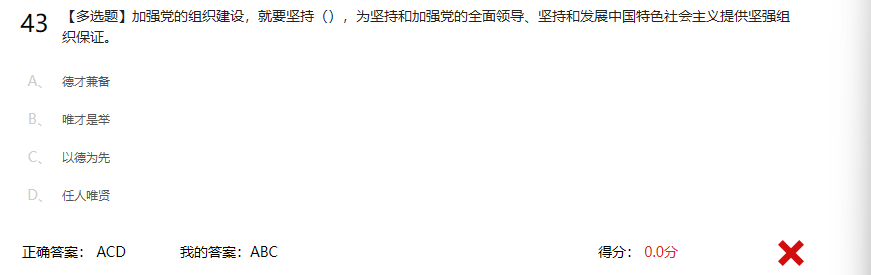 43 【多选题】加强党的组织建设，就要坚持（），为坚持和加强党的全面领导、坚持和发展中国特色社会主义提供坚强组
织保证。
A、 德才兼备
B、 唯才是举
C、 以德为先
D、 任人唯贤
正确答案： ACD 我的答案：ABC 得分： 0.0分